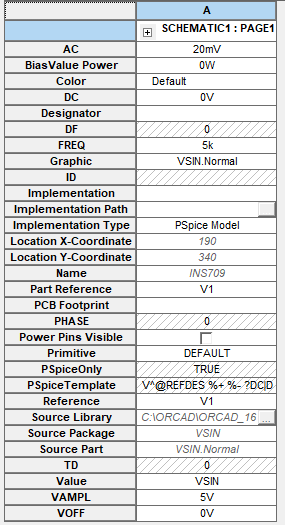 A
SCHEMATIC1 : PAGE1
AC 20mV
BiasValue Power 0W
Color Default
DC 0V
Designator
DF 0
FREQ 5k
Graphic VSIN.Normal
ID
Implementation
Implementation Path
Implementation Type PSpice Model
Location X-Coordinate 190
Location Y-Coordinate 340
Name INS709
Part Reference V1
PCB Footprint
PHASE 0
Power Pins Visible
Primitive DEFAULT
PSpiceOnly TRUE
PSpiceTemplate V^@REFDES %+ %- ?DC|D
Reference V1
Source Library C:\ORCAD\ORCAD_16 ...
Source Package VSIN
Source Part VSIN.Normal
TD 0
Value VSIN
VAMPL 5V
VOFF 0V